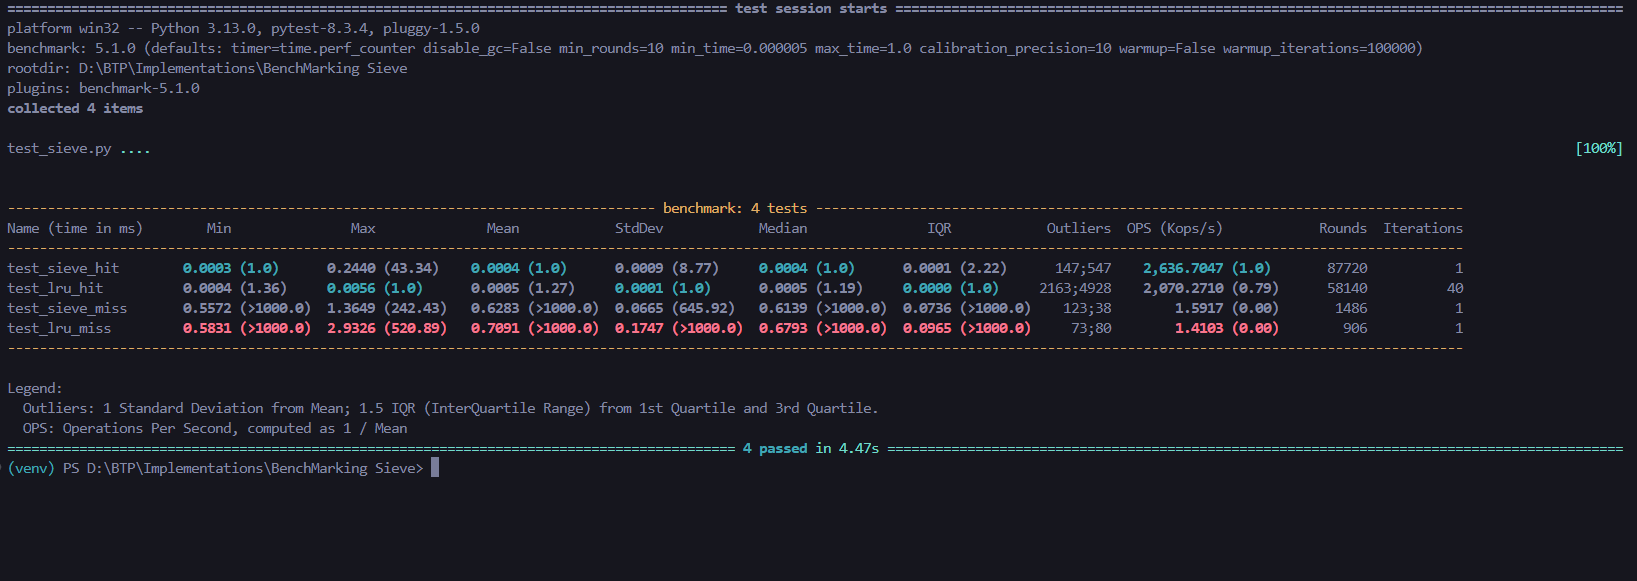 ========================================================================================== test session starts ===========================================================================================
platform win32 -- Python 3.13.0, pytest-8.3.4, pluggy-1.5.0
benchmark: 5.1.0 (defaults: timer=time.perf_counter disable_gc=False min_rounds=10 min_time=0.000005 max_time=1.0 calibration_precision=10 warmup=False warmup_iterations=100000)
rootdir: D:\BTP\Implementations\BenchMarking Sieve
plugins: benchmark-5.1.0
collected 4 items
test_sieve.py .... [100%]
--------------------------------------------------------------------------------- benchmark: 4 tests ---------------------------------------------------------------------------------
Name (time in ms) Min Max Mean StdDev Median IQR Outliers OPS (Kops/s) Rounds Iterations
--------------------------------------------------------------------------------------------------------------------------------------------------------------------------------------
test_sieve_hit 0.0003 (1.0) 0.2440 (43.34) 0.0004 (1.0) 0.0009 (8.77) 0.0004 (1.0) 0.0001 (2.22) 147;547 2,636.7047 (1.0) 87720 1
test_lru_hit 0.0004 (1.36) 0.0056 (1.0) 0.0005 (1.27) 0.0001 (1.0) 0.0005 (1.19) 0.0000 (1.0) 2163;4928 2,070.2710 (0.79) 58140 40
test_sieve_miss 0.5572 (>1000.0) 1.3649 (242.43) 0.6283 (>1000.0) 0.0665 (645.92) 0.6139 (>1000.0) 0.0736 (>1000.0) 123;38 1.5917 (0.00) 1486 1
test_lru_miss 0.5831 (>1000.0) 2.9326 (520.89) 0.7091 (>1000.0) 0.1747 (>1000.0) 0.6793 (>1000.0) 0.0965 (>1000.0) 73;80 1.4103 (0.00) 906 1
--------------------------------------------------------------------------------------------------------------------------------------------------------------------------------------
Legend:
Outliers: 1 Standard Deviation from Mean; 1.5 IQR (InterQuartile Range) from 1st Quartile and 3rd Quartile.
OPS: Operations Per Second, computed as 1 / Mean
=========================================================================================== 4 passed in 4.47s ============================================================================================
(venv) PS D:\BTP\Implementations\BenchMarking Sieve>